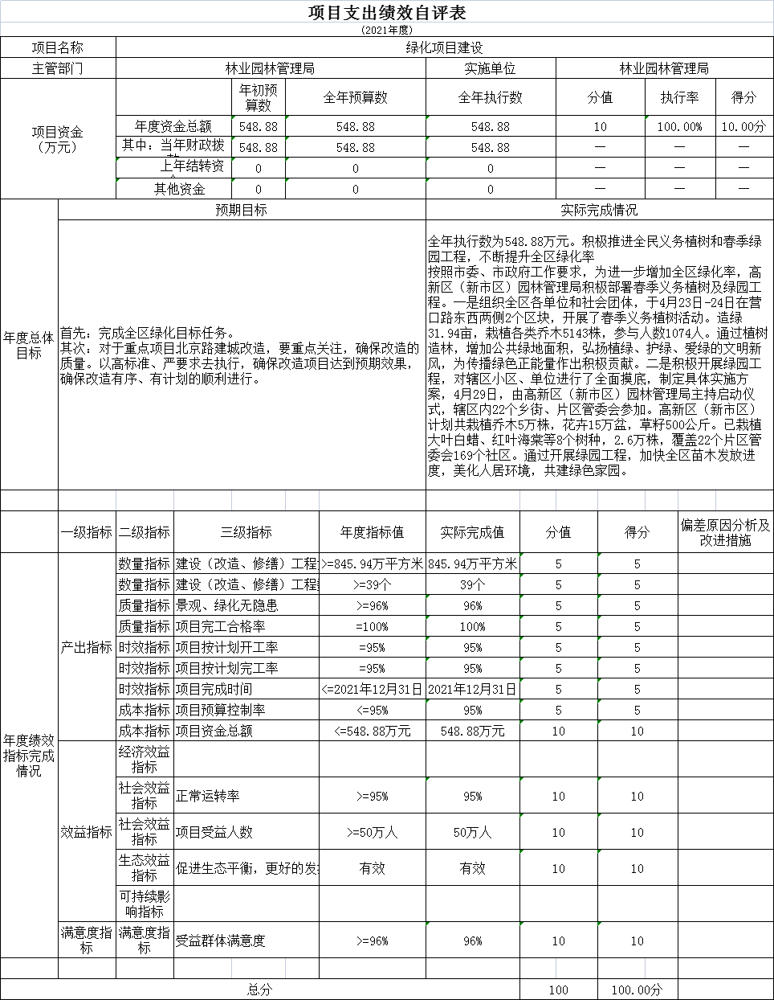 项目支出绩效自评表
(2021年度)
项目名称 绿化项目建设
主管部门 林业园林管理局 实施单位 林业园林管理局
项目资金
（万元）
年初预
算数 全年预算数 全年执行数 分值 执行率 得分
年度资金总额 548.88 548.88 548.88 10 100.00% 10.00分
其中：当年财政拨 548.88 548.88 548.88 — — —
上年结转资 0 0 0 — — —
其他资金 0 0 0 — — —
年度总体
目标
预期目标 实际完成情况
首先：完成全区绿化目标任务。
其次：对于重点项目北京路建城改造，要重点关注，确保改造的
质量。以高标准、严要求去执行，确保改造项目达到预期效果，
确保改造有序、有计划的顺利进行。
全年执行数为548.88万元。积极推进全民义务植树和春季绿
园工程，不断提升全区绿化率
按照市委、市政府工作要求，为进一步增加全区绿化率，高
新区（新市区）园林管理局积极部署春季义务植树及绿园工
程。一是组织全区各单位和社会团体，于4月23日-24日在营
口路东西两侧2个区块，开展了春季义务植树活动。造绿
31.94亩，栽植各类乔木5143株，参与人数1074人。通过植树
造林，增加公共绿地面积，弘扬植绿、护绿、爱绿的文明新
风，为传播绿色正能量作出积极贡献。二是积极开展绿园工
程，对辖区小区、单位进行了全面摸底，制定具体实施方
案，4月29日，由高新区（新市区）园林管理局主持启动仪
式，辖区内22个乡街、片区管委会参加。高新区（新市区）
计划共栽植乔木5万株，花卉15万盆，草籽500公斤。已栽植
大叶白蜡、红叶海棠等8个树种，2.6万株，覆盖22个片区管
委会169个社区。通过开展绿园工程，加快全区苗木发放进
度，美化人居环境，共建绿色家园。
年度绩效
指标完成
情况
一级指标 二级指标 三级指标 年度指标值 实际完成值 分值 得分 偏差原因分析及
改进措施
产出指标
数量指标 建设（改造、修缮）工程 >=845.94万平方米 845.94万平方米 5 5
数量指标 建设（改造、修缮）工程 >=39个 39个 5 5
质量指标 景观、绿化无隐患 >=96% 96% 5 5
质量指标 项目完工合格率 =100% 100% 5 5
时效指标 项目按计划开工率 =95% 95% 5 5
时效指标 项目按计划完工率 =95% 95% 5 5
时效指标 项目完成时间 <=2021年12月31日 2021年12月31日 5 5
成本指标 项目预算控制率 <=95% 95% 5 5
成本指标 项目资金总额 <=548.88万元 548.88万元 10 10
效益指标
经济效益
指标
社会效益
指标 正常运转率 >=95% 95% 10 10
社会效益
指标 项目受益人数 >=50万人 50万人 10 10
生态效益
指标 促进生态平衡，更好的发 有效 有效 10 10
可持续影
响指标
满意度指
标 满意度指
标 受益群体满意度 >=96% 96% 10 10
总分 100 100.00分